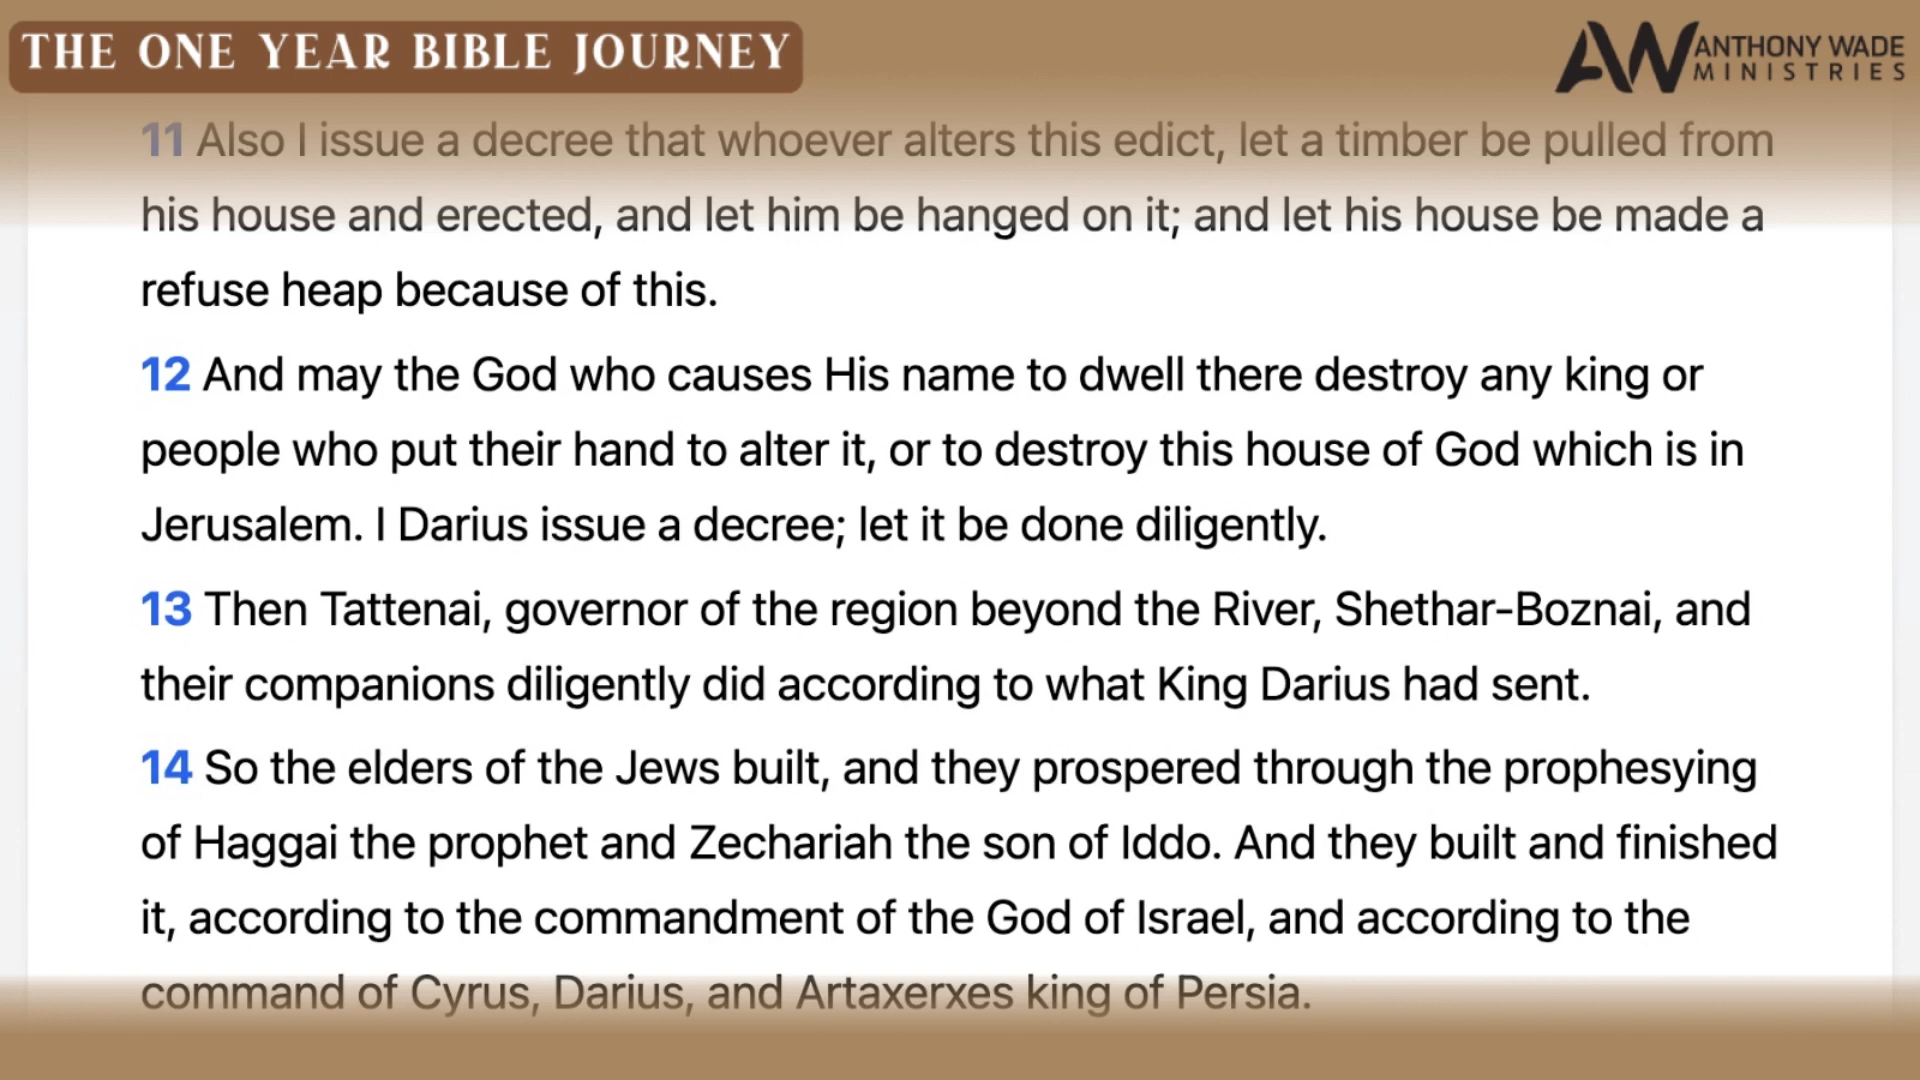 THE ONE YEAR BIBLE JOURNEY
AW ANTHONY WADE
MINISTRIES
11 Also I issue a decree that whoever alters this edict, let a timber be pulled from
his house and erected, and let him be hanged on it; and let his house be made a
refuse heap because of this.
12 And may the God who causes His name to dwell there destroy any king or
people who put their hand to alter it, or to destroy this house of God which is in
Jerusalem. I Darius issue a decree; let it be done diligently.
13 Then Tattenai, governor of the region beyond the River, Shethar-Boznai, and
their companions diligently did according to what King Darius had sent.
14 So the elders of the Jews built, and they prospered through the prophesying
of Haggai the prophet and Zechariah the son of Iddo. And they built and finished
it, according to the commandment of the God of Israel, and according to the
command of Cyrus, Darius, and Artaxerxes king of Persia.